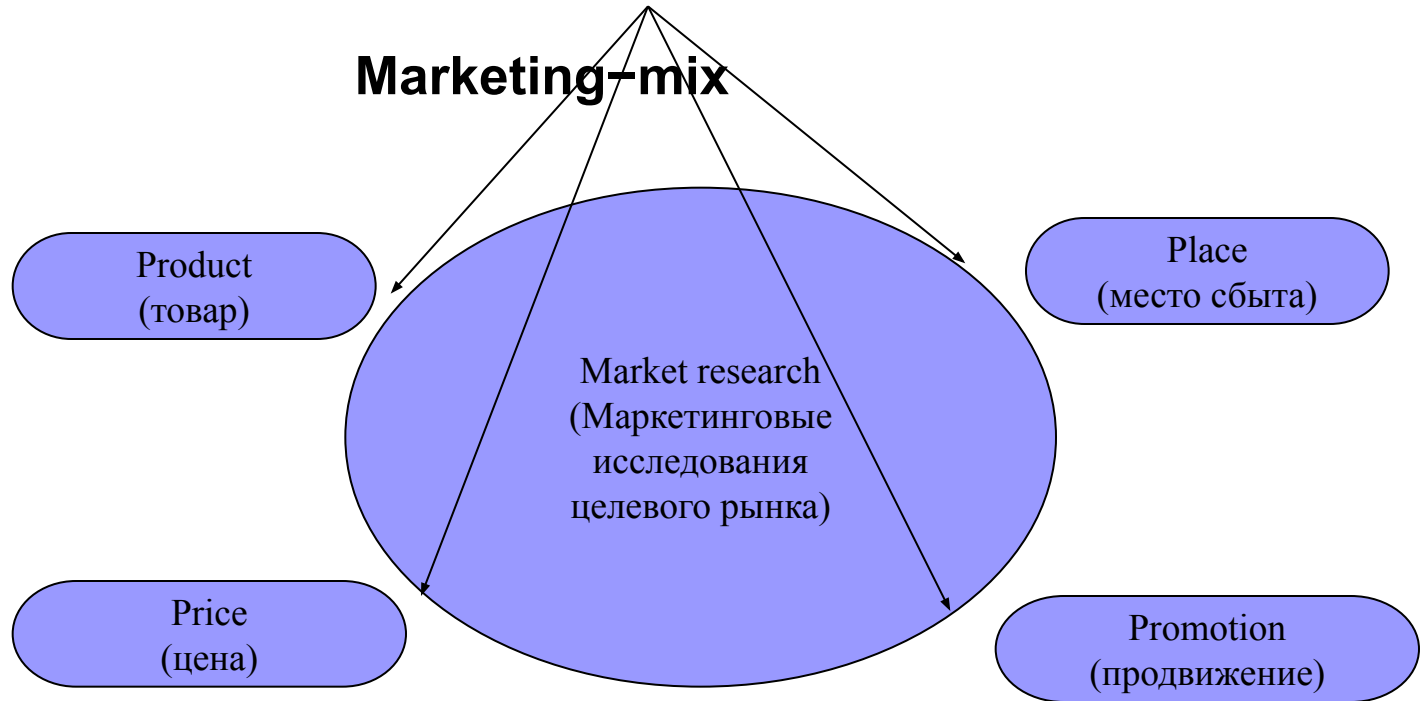 Marketing−mix
Product
(товар)
Place
(место сбыта)
Market research
(Маркетинговые
исследования
целевого рынка)
Price
(цена)
Promotion
(продвижение)